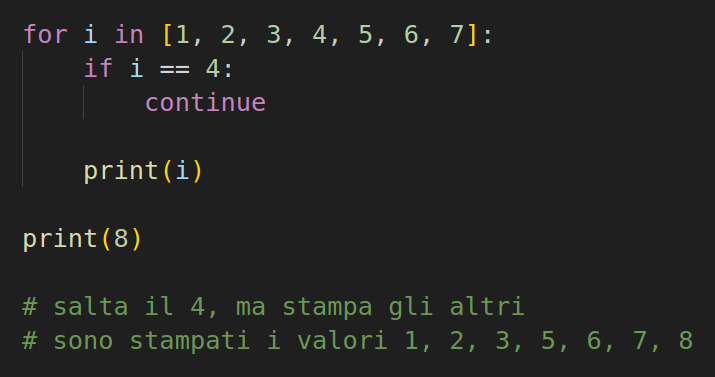 for i in [1, 2, 3, 4, 5, 6, 7]:
    if i == 4:
        continue
    print(i)
print(8)
# salta il 4, ma stampa gli altri
# sono stampati i valori 1, 2, 3, 5, 6, 7, 8